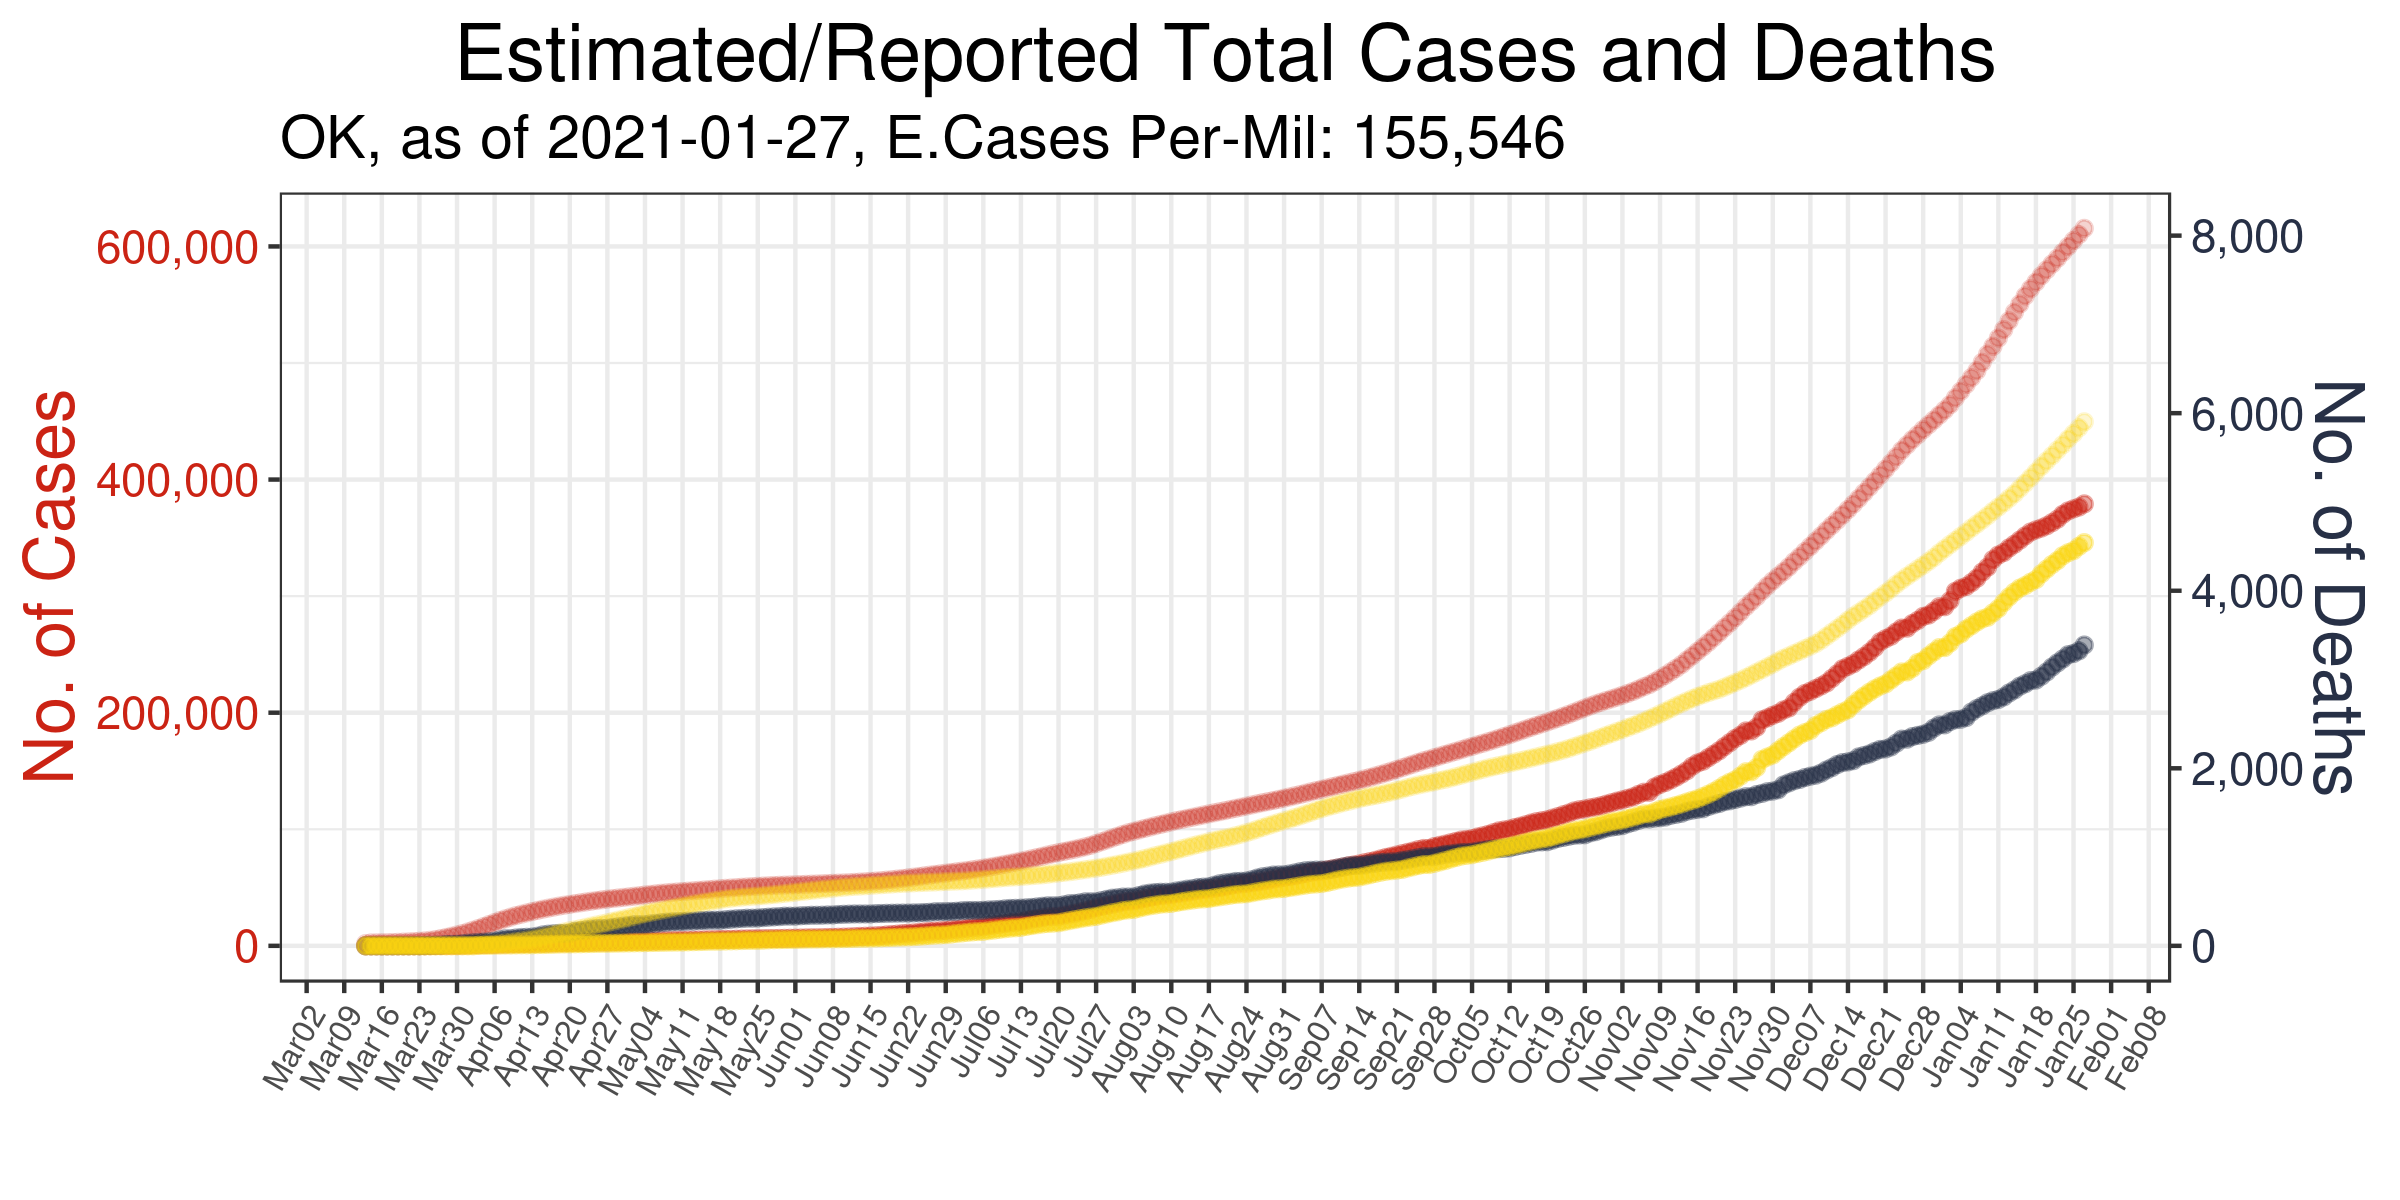 Estimated/Reported Total Cases and Deaths
OK, as of 2021-01-27, E.Cases Per-Mil: 155,546
No. of Cases
600,000
400,000
200,000
0
8,000
6,000
4,000
2,000
0
No. of Deaths
Mar02 Mar09 Mar16 Mar23 Mar30 Apr06 Apr13 Apr20 Apr27 May04 May11 May18 May25 Jun01 Jun08 Jun15 Jun22 Jun29 Jul06 Jul13 Jul20 Jul27 Aug03 Aug10 Aug17 Aug24 Aug31 Sep07 Sep14 Sep21 Sep28 Oct05 Oct12 Oct19 Oct26 Nov02 Nov09 Nov16 Nov23 Nov30 Dec07 Dec14 Dec21 Dec28 Jan04 Jan11 Jan18 Jan25 Feb01 Feb08